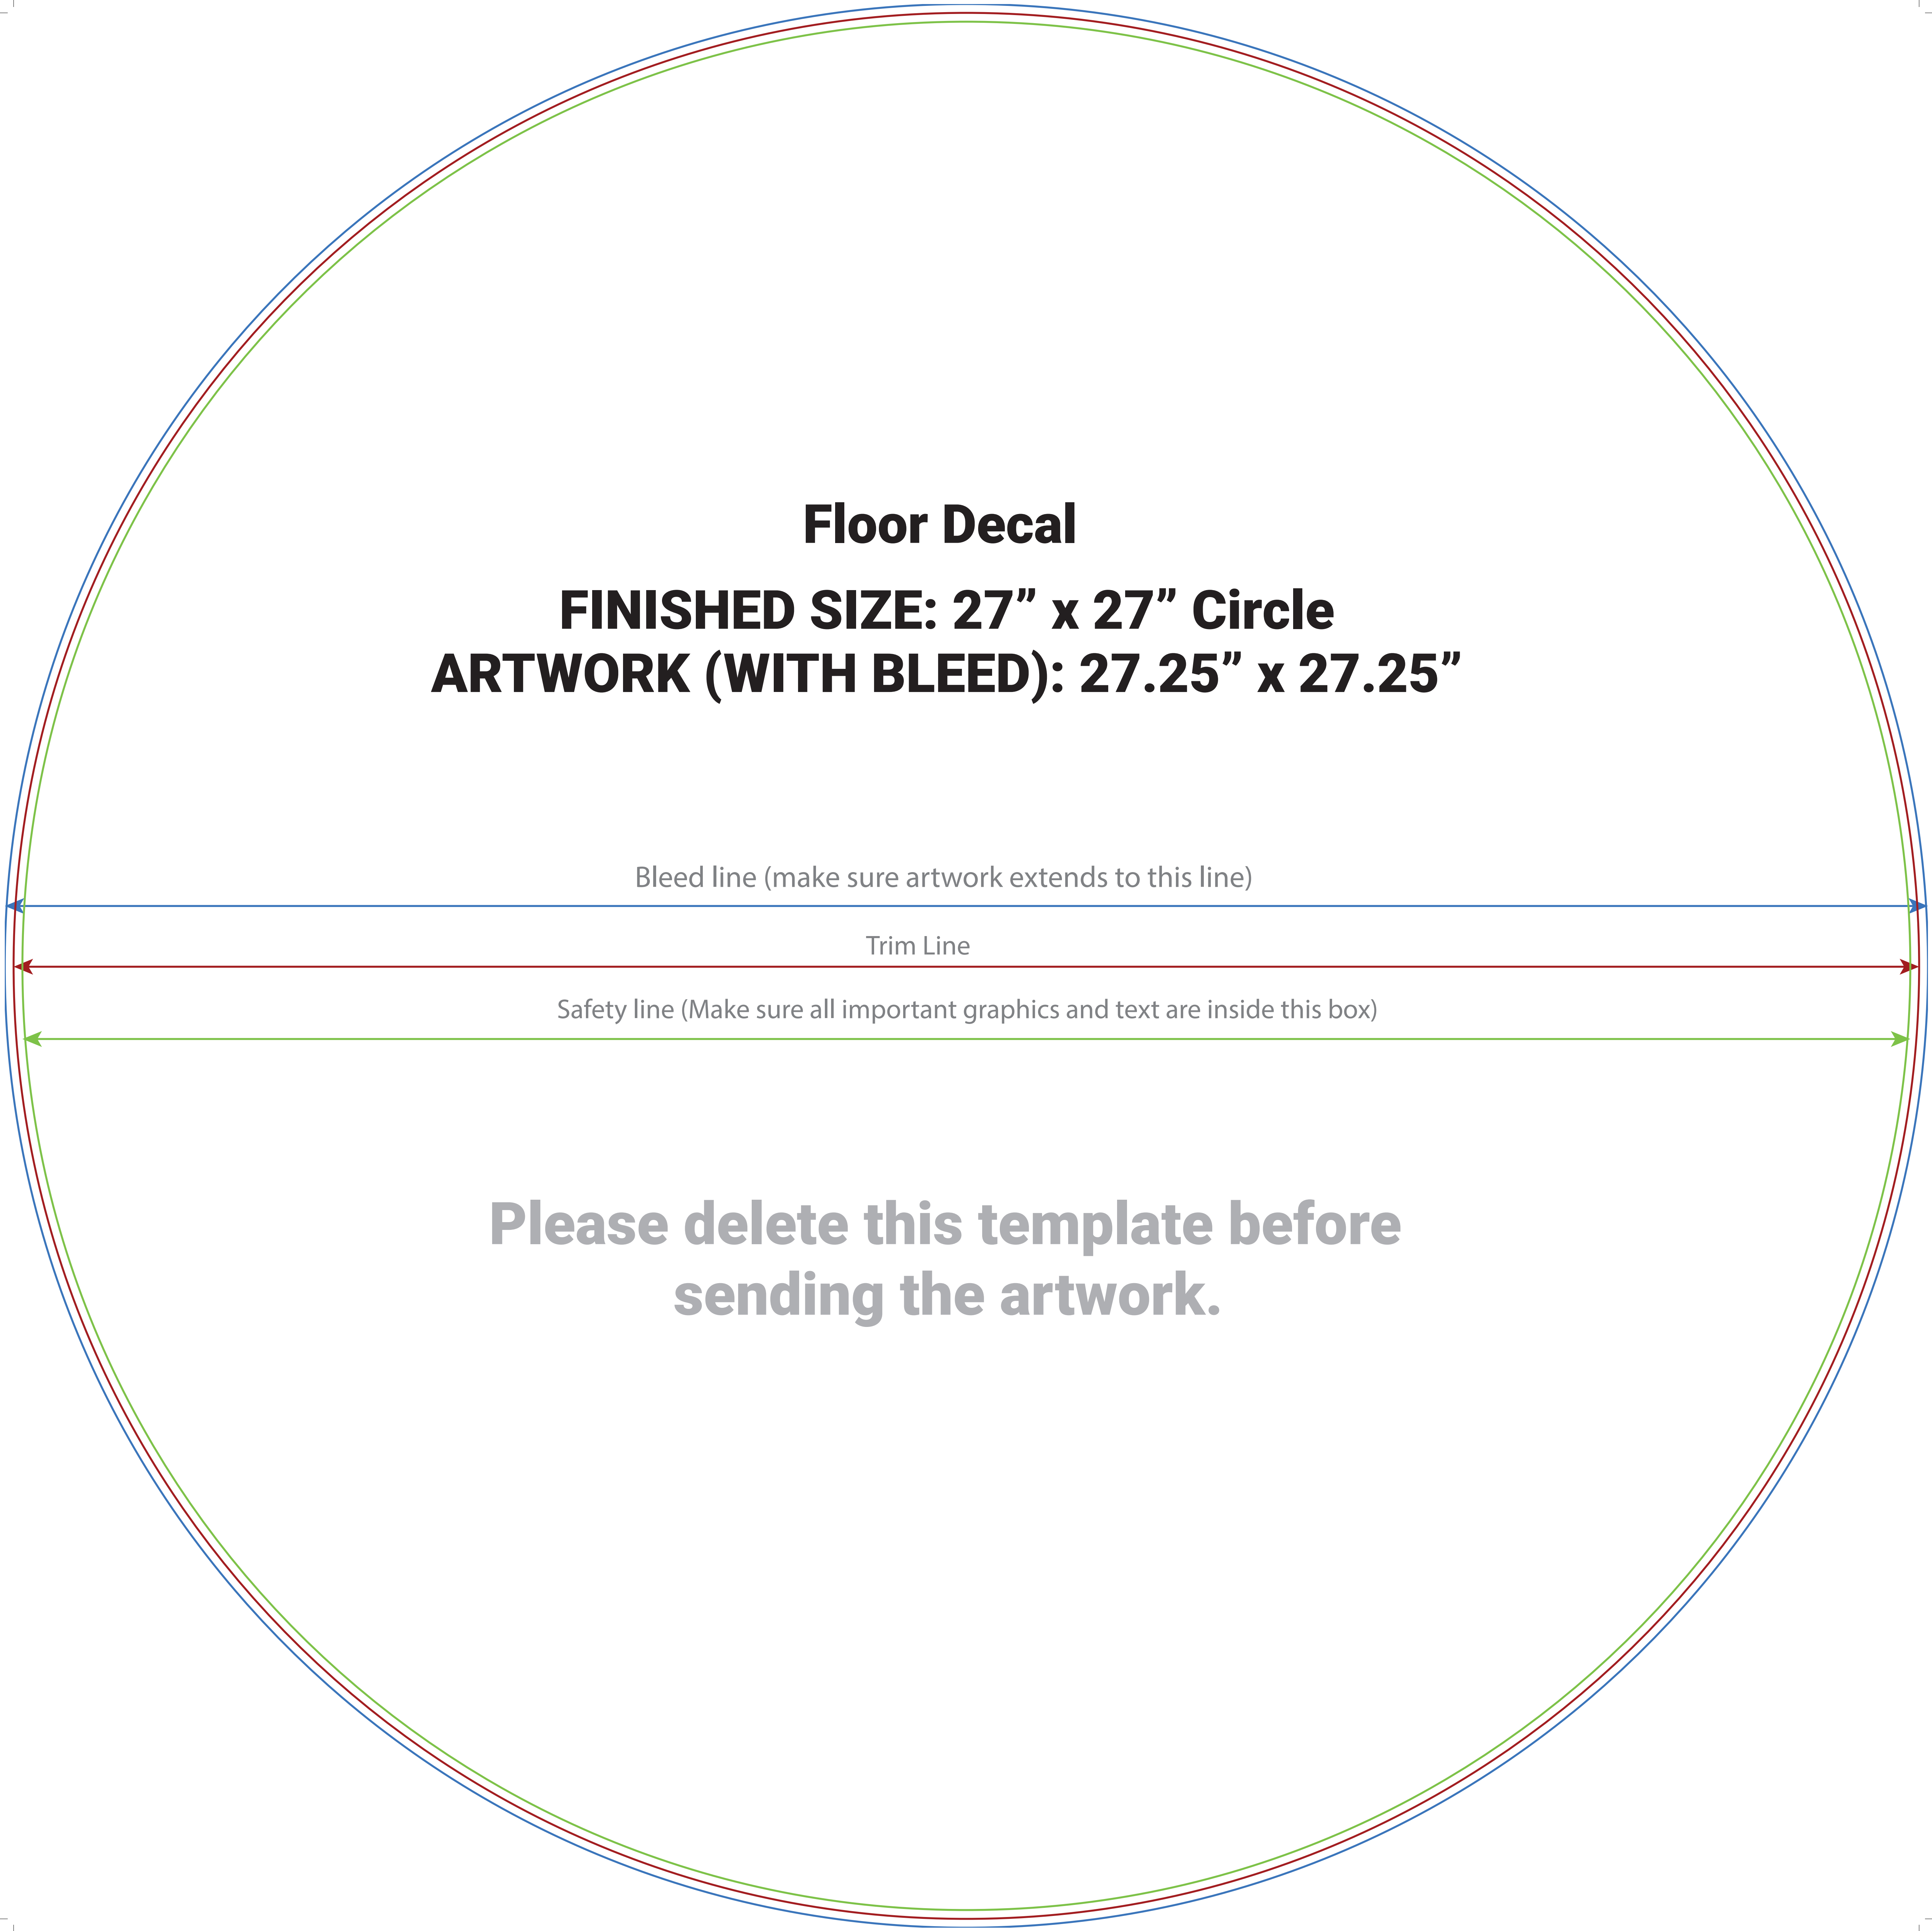 Floor Decal
FINISHED SIZE: 27” x 27” Circle
ARTWORK (WITH BLEED): 27.25” x 27.25”
Bleed line (make sure artwork extends to this line)
Trim Line
Safety line (Make sure all important graphics and text are inside this box)
Please delete this template before
sending the artwork.